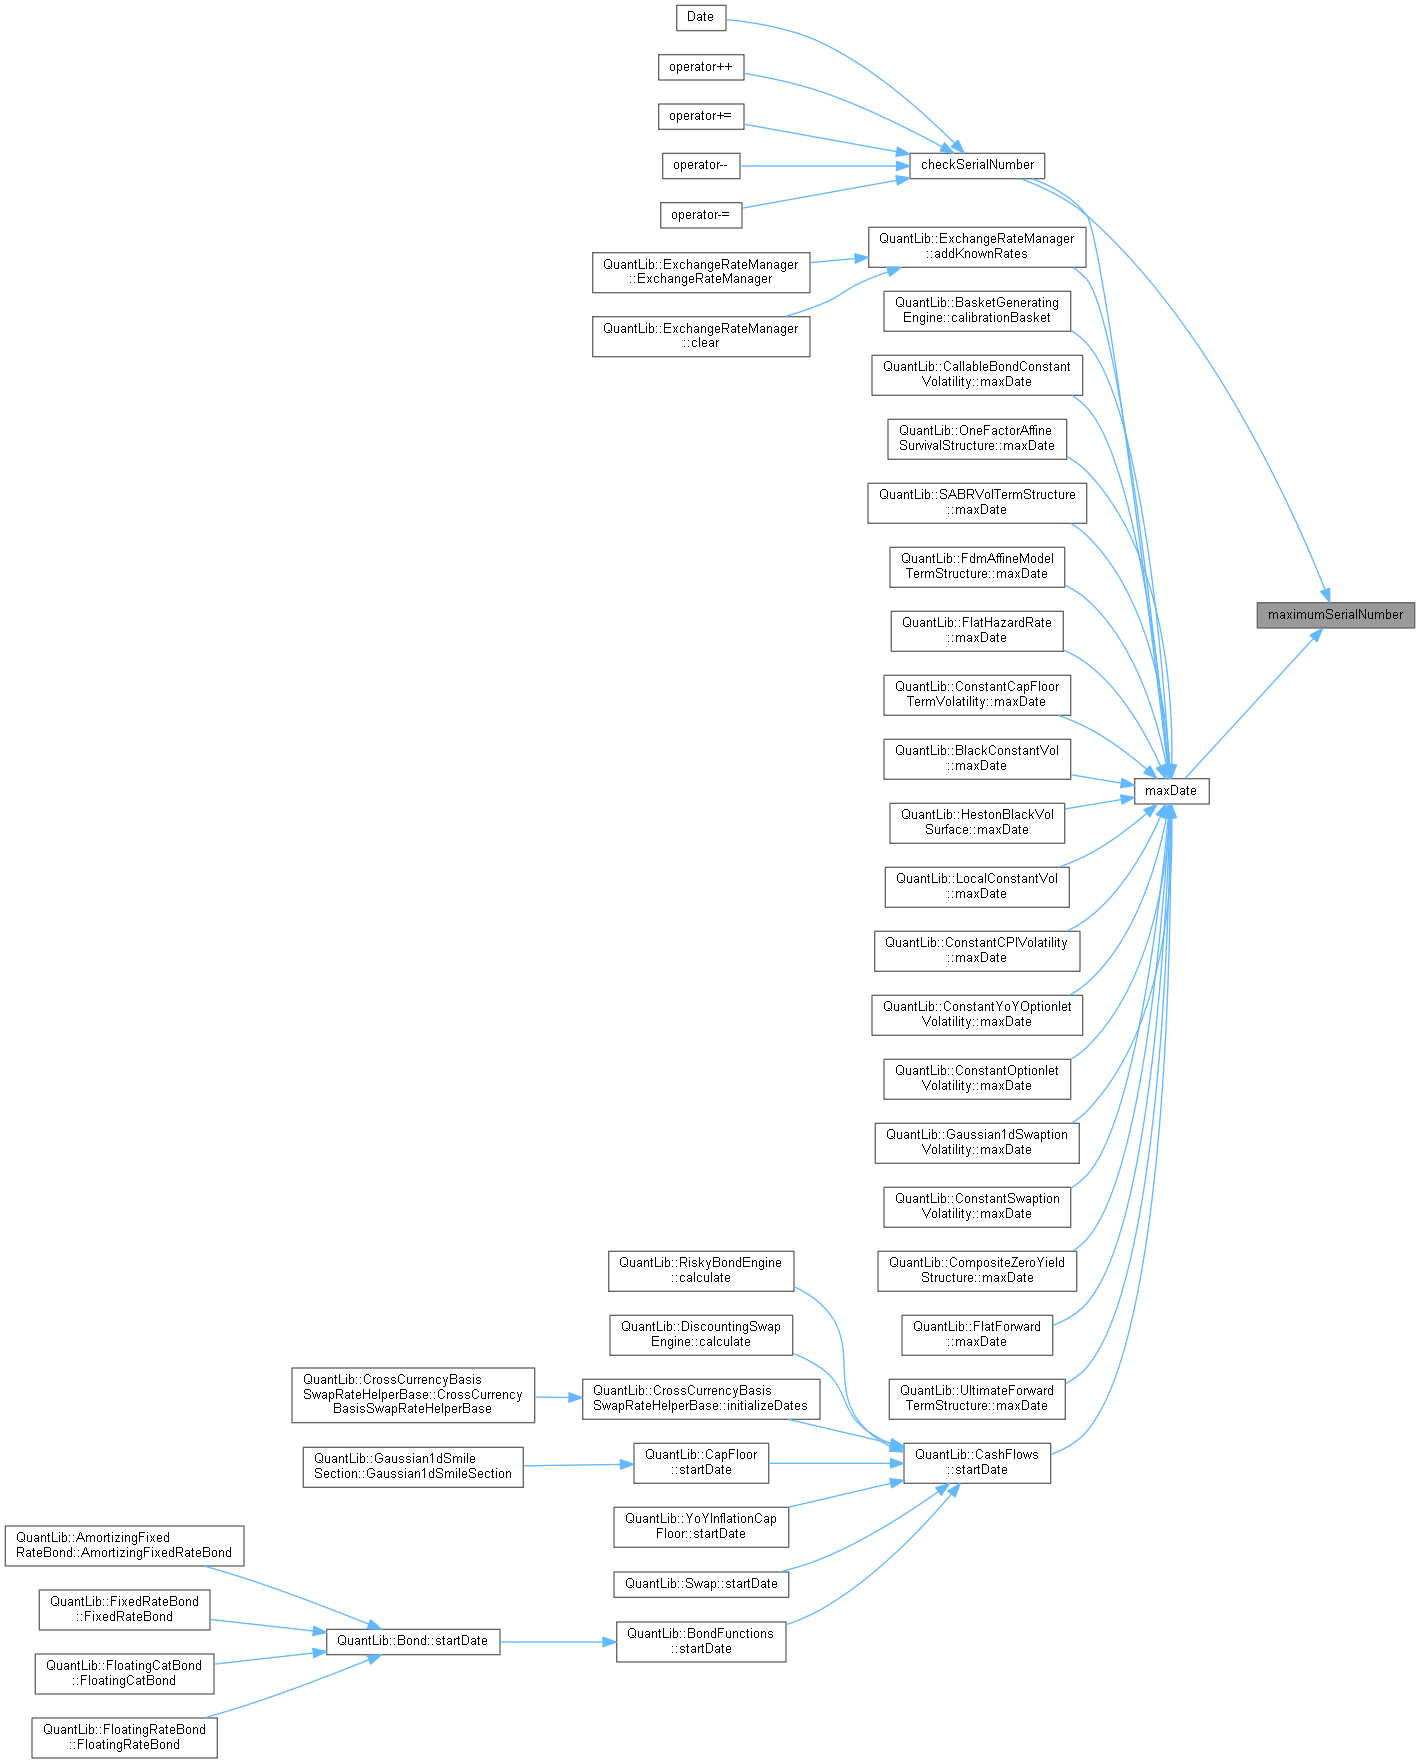 Date
operator++
operator+=
operator--
operator-=
checkSerialNumber
QuantLib::ExchangeRateManager
::addKnownRates
QuantLib::ExchangeRateManager
::ExchangeRateManager
QuantLib::ExchangeRateManager
::clear
QuantLib::BasketGenerating
Engine::calibrationBasket
QuantLib::CallableBondConstant
Volatility::maxDate
QuantLib::OneFactorAffine
SurvivalStructure::maxDate
QuantLib::SABRVolTermStructure
::maxDate
QuantLib::FdmAffineModel
TermStructure::maxDate
QuantLib::FlatHazardRate
::maxDate
maximumSerialNumber
QuantLib::ConstantCapFloor
TermVolatility::maxDate
QuantLib::BlackConstantVol
::maxDate
maxDate
QuantLib::HestonBlackVol
Surface::maxDate
QuantLib::LocalConstantVol
::maxDate
QuantLib::ConstantCPIVolatility
::maxDate
QuantLib::ConstantYoYOptionlet
Volatility::maxDate
QuantLib::ConstantOptionlet
Volatility::maxDate
QuantLib::Gaussian1dSwaption
Volatility::maxDate
QuantLib::ConstantSwaption
Volatility::maxDate
QuantLib::CompositeZeroYield
Structure::maxDate
QuantLib::RiskyBondEngine
::calculate
QuantLib::FlatForward
::maxDate
QuantLib::DiscountingSwap
Engine::calculate
QuantLib::UltimateForward
TermStructure::maxDate
QuantLib::CrossCurrencyBasis
SwapRateHelperBase::CrossCurrency
BasisSwapRateHelperBase
QuantLib::CrossCurrencyBasis
SwapRateHelperBase::initializeDates
QuantLib::CashFlows
::startDate
QuantLib::Gaussian1dSmile
Section::Gaussian1dSmileSection
QuantLib::CapFloor
::startDate
QuantLib::YoYInflationCap
Floor::startDate
QuantLib::Swap::startDate
QuantLib::AmortizingFixed
RateBond::AmortizingFixedRateBond
QuantLib::FixedRateBond
::FixedRateBond
QuantLib::Bond::startDate
QuantLib::BondFunctions
::startDate
QuantLib::FloatingCatBond
::FloatingCatBond
QuantLib::FloatingRateBond
::FloatingRateBond